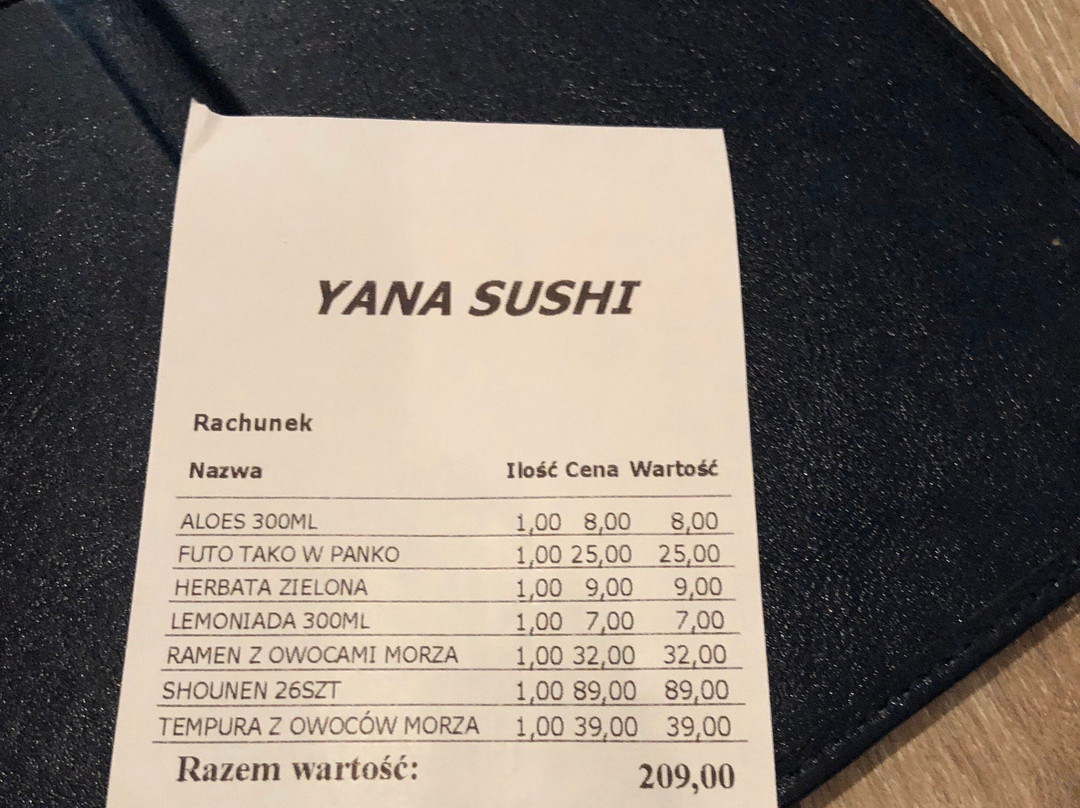 YANA SUSHI
Rachunek
Nazwa Ilość Cena Wartość
ALOES 300ML 1,00 8,00 8,00
FUTO TAKO W PANKO 1,00 25,00 25,00
HERBATA ZIELONA 1,00 9,00 9,00
LEMONIADA 300ML 1,00 7,00 7,00
RAMEN Z OWOCAMI MORZA 1,00 32,00 32,00
SHOUNEN 26SZT 1,00 89,00 89,00
TEMPURA Z OWOCÓW MORZA 1,00 39,00 39,00
Razem wartość: 209,00